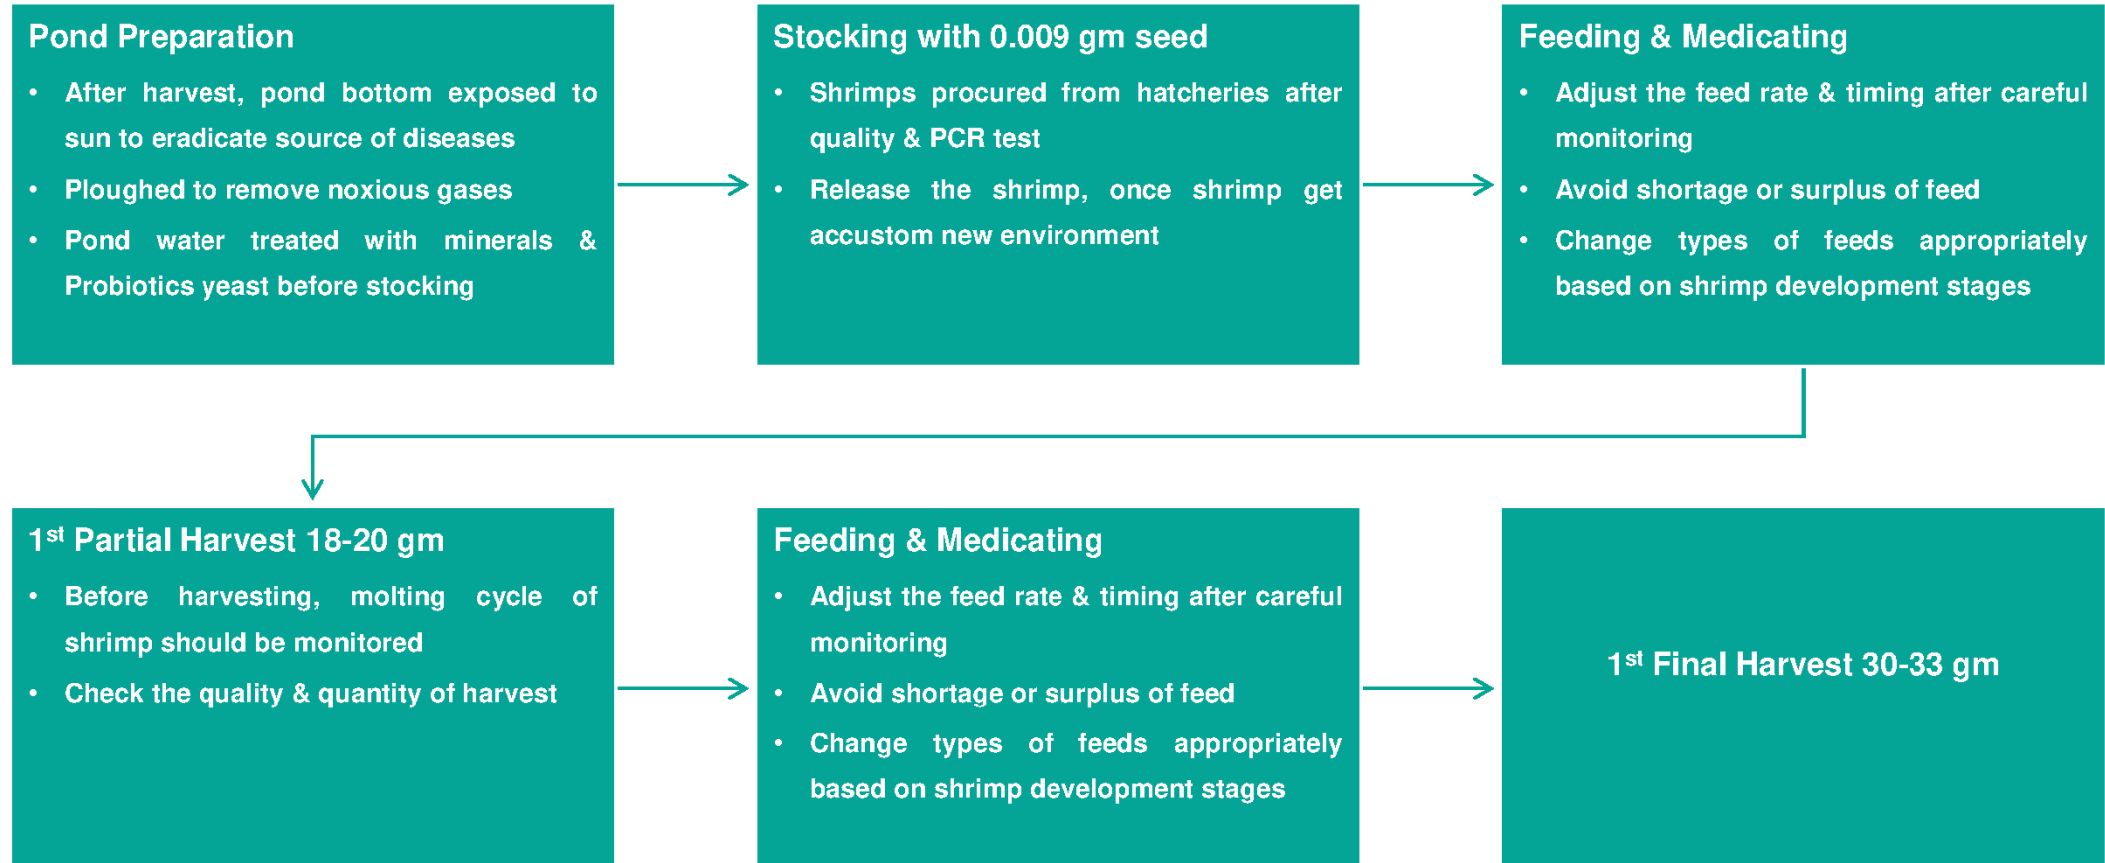 Pond Preparation
• After harvest, pond bottom exposed to
sun to eradicate source of diseases
• Ploughed to remove noxious gases
• Pond water treated with minerals &
Probiotics yeast before stocking
Stocking with 0.009 gm seed
• Shrimps procured from hatcheries after
quality & PCR test
• Release the shrimp, once shrimp get
accustom new environment
Feeding & Medicating
• Adjust the feed rate & timing after careful
monitoring
• Avoid shortage or surplus of feed
• Change types of feeds appropriately
based on shrimp development stages
1st Partial Harvest 18-20 gm
• Before harvesting, molting cycle of
shrimp should be monitored
• Check the quality & quantity of harvest
Feeding & Medicating
• Adjust the feed rate & timing after careful
monitoring
• Avoid shortage or surplus of feed
• Change types of feeds appropriately
based on shrimp development stages
1st Final Harvest 30-33 gm